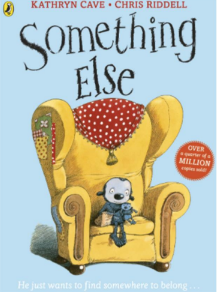 KATHRYN CAVE • CHRIS RIDDELL
Something
Else
OVER
a quarter of a
MILLION
copies sold!
He just wants to find somewhere to belong ...